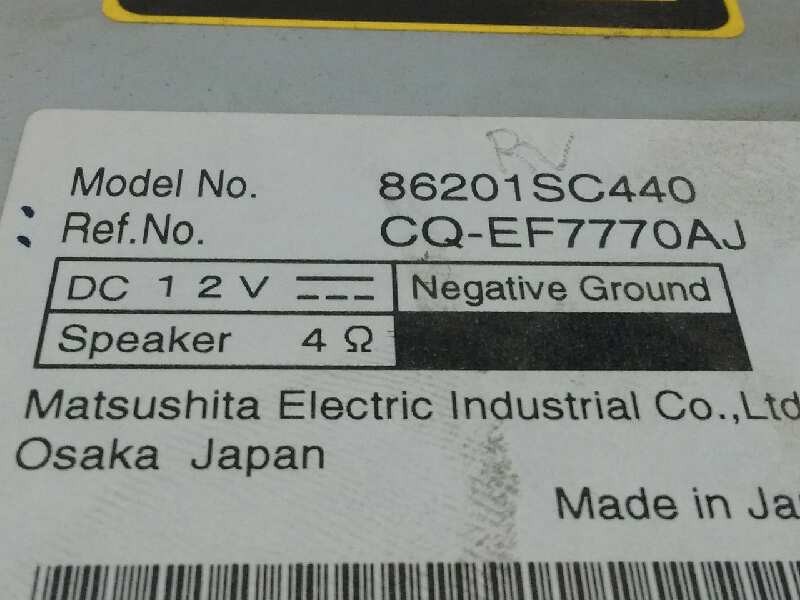 Model No. 86201SC440
Ref.No. CQ-EF7770AJ
DC 12V Negative Ground
Speaker 4 Ω
Matsushita Electric Industrial Co.,Ltd
Osaka Japan
Made in Ja